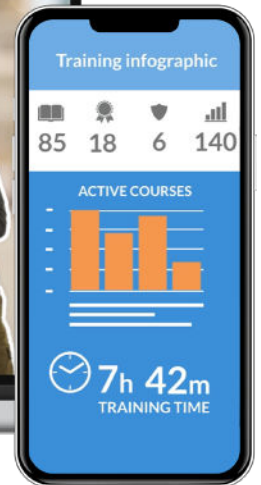 Training infographic
85 18 6 140
ACTIVE COURSES
7h 42m
TRAINING TIME